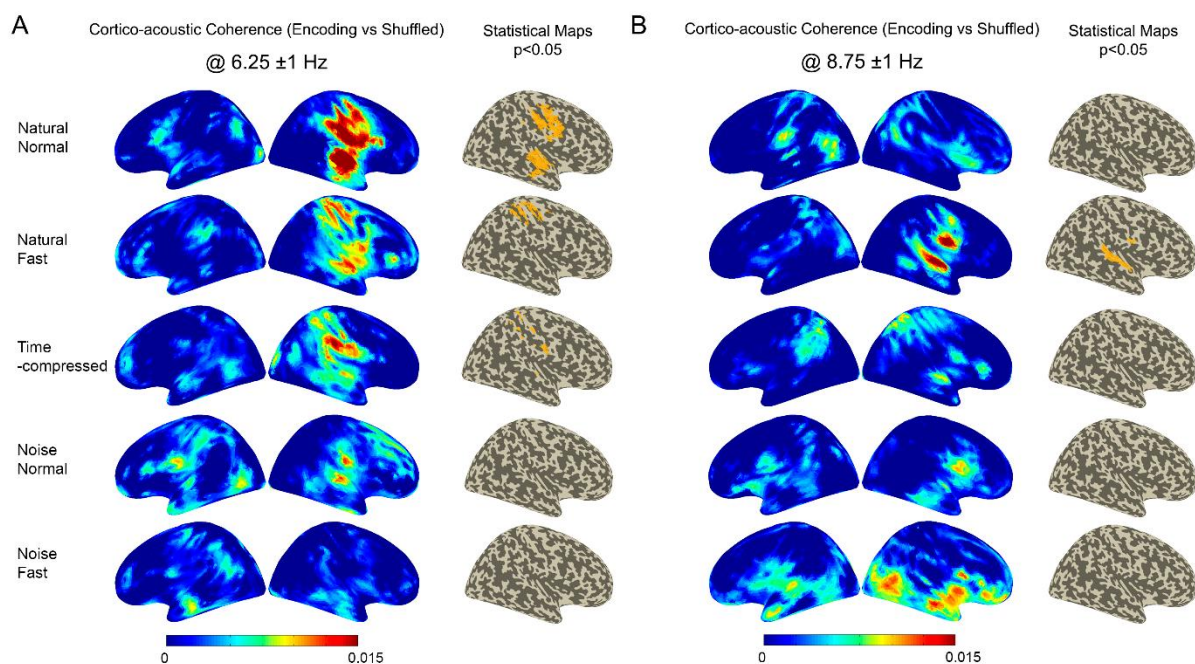 A
Cortico-acoustic Coherence (Encoding vs Shuffled)
@ 6.25 ±1 Hz
Statistical Maps
p<0.05
Natural
Normal
Natural
Fast
Time
-compressed
Noise
Normal
Noise
Fast
0
0.015
B
Cortico-acoustic Coherence (Encoding vs Shuffled)
@ 8.75 ±1 Hz
Statistical Maps
p<0.05
0
0.015